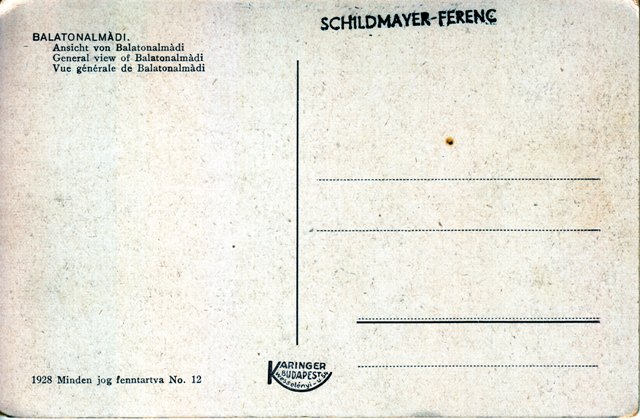 SCHILDMAYER-FERENC
BALATONALMÀDI.
Ansicht von Balatonalmàdi
General view of Balatonalmàdi
Vue générale de Balatonalmàdi
1928 Minden jog fenntartva No. 12
KARINGER
BUDAPEST
Wesselényi-u.